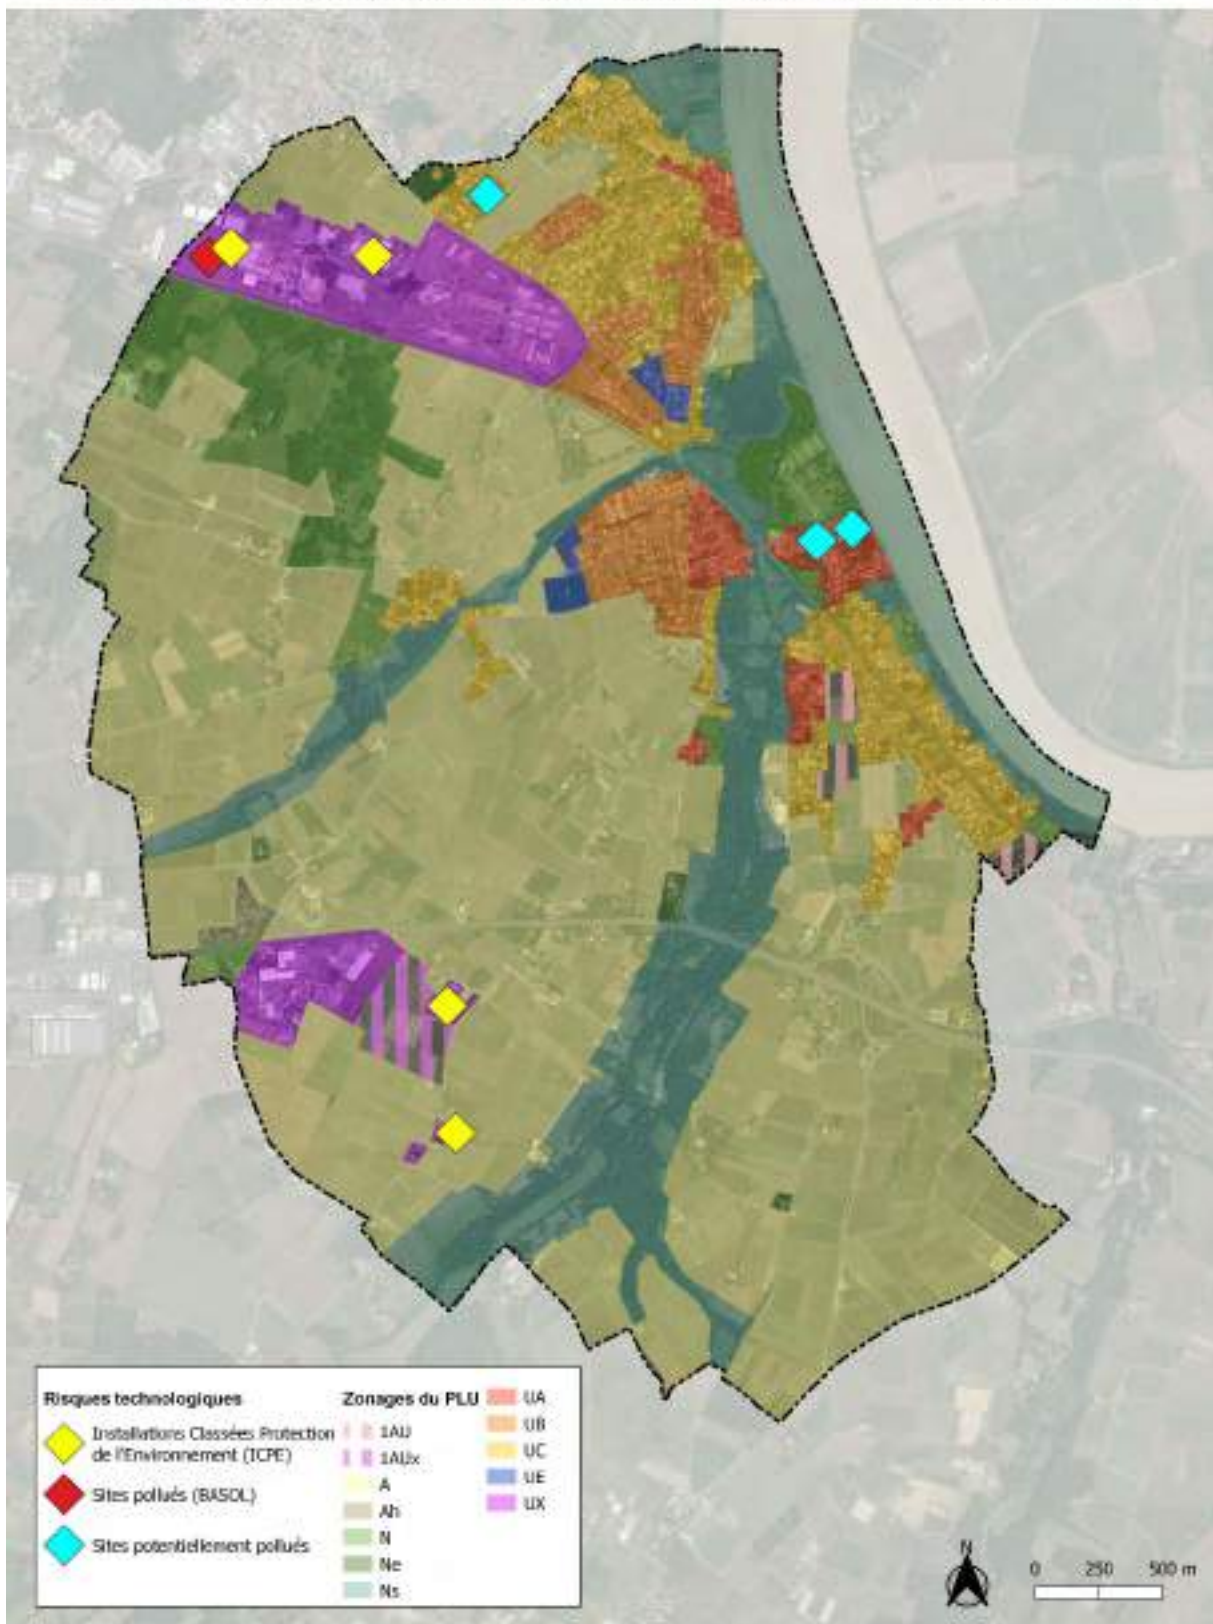 Risques technologiques
Installations Classées Protection
de l'Environnement (ICPE)
Sites pollués (BASOL)
Sites potentiellement pollués
Zonages du PLU
1AU
1AUx
A
Ah
N
Ne
Ns
UA
UB
UC
UE
UX
N
0 250 500 m